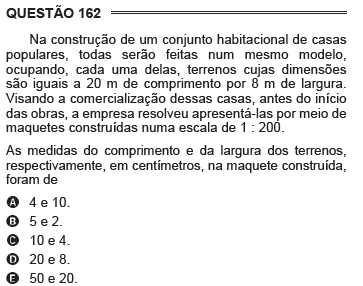 QUESTÃO 162
Na construção de um conjunto habitacional de casas
populares, todas serão feitas num mesmo modelo,
ocupando, cada uma delas, terrenos cujas dimensões
são iguais a 20 m de comprimento por 8 m de largura.
Visando a comercialização dessas casas, antes do início
das obras, a empresa resolveu apresentá-las por meio de
maquetes construídas numa escala de 1 : 200.
As medidas do comprimento e da largura dos terrenos,
respectivamente, em centímetros, na maquete construída,
foram de
A 4 e 10.
B 5 e 2.
C 10 e 4.
D 20 e 8.
E 50 e 20.